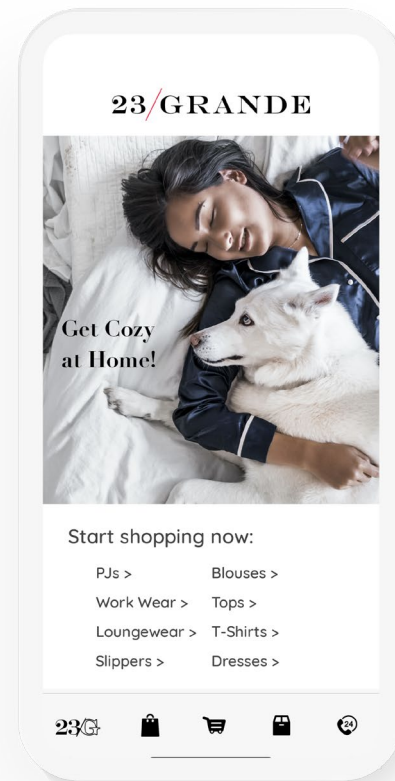 23/GRANDE
Get Cozy
at Home!
Start shopping now:
PJs > Blouses >
Work Wear > Tops >
Loungewear > T-Shirts >
Slippers > Dresses >
23/G 24